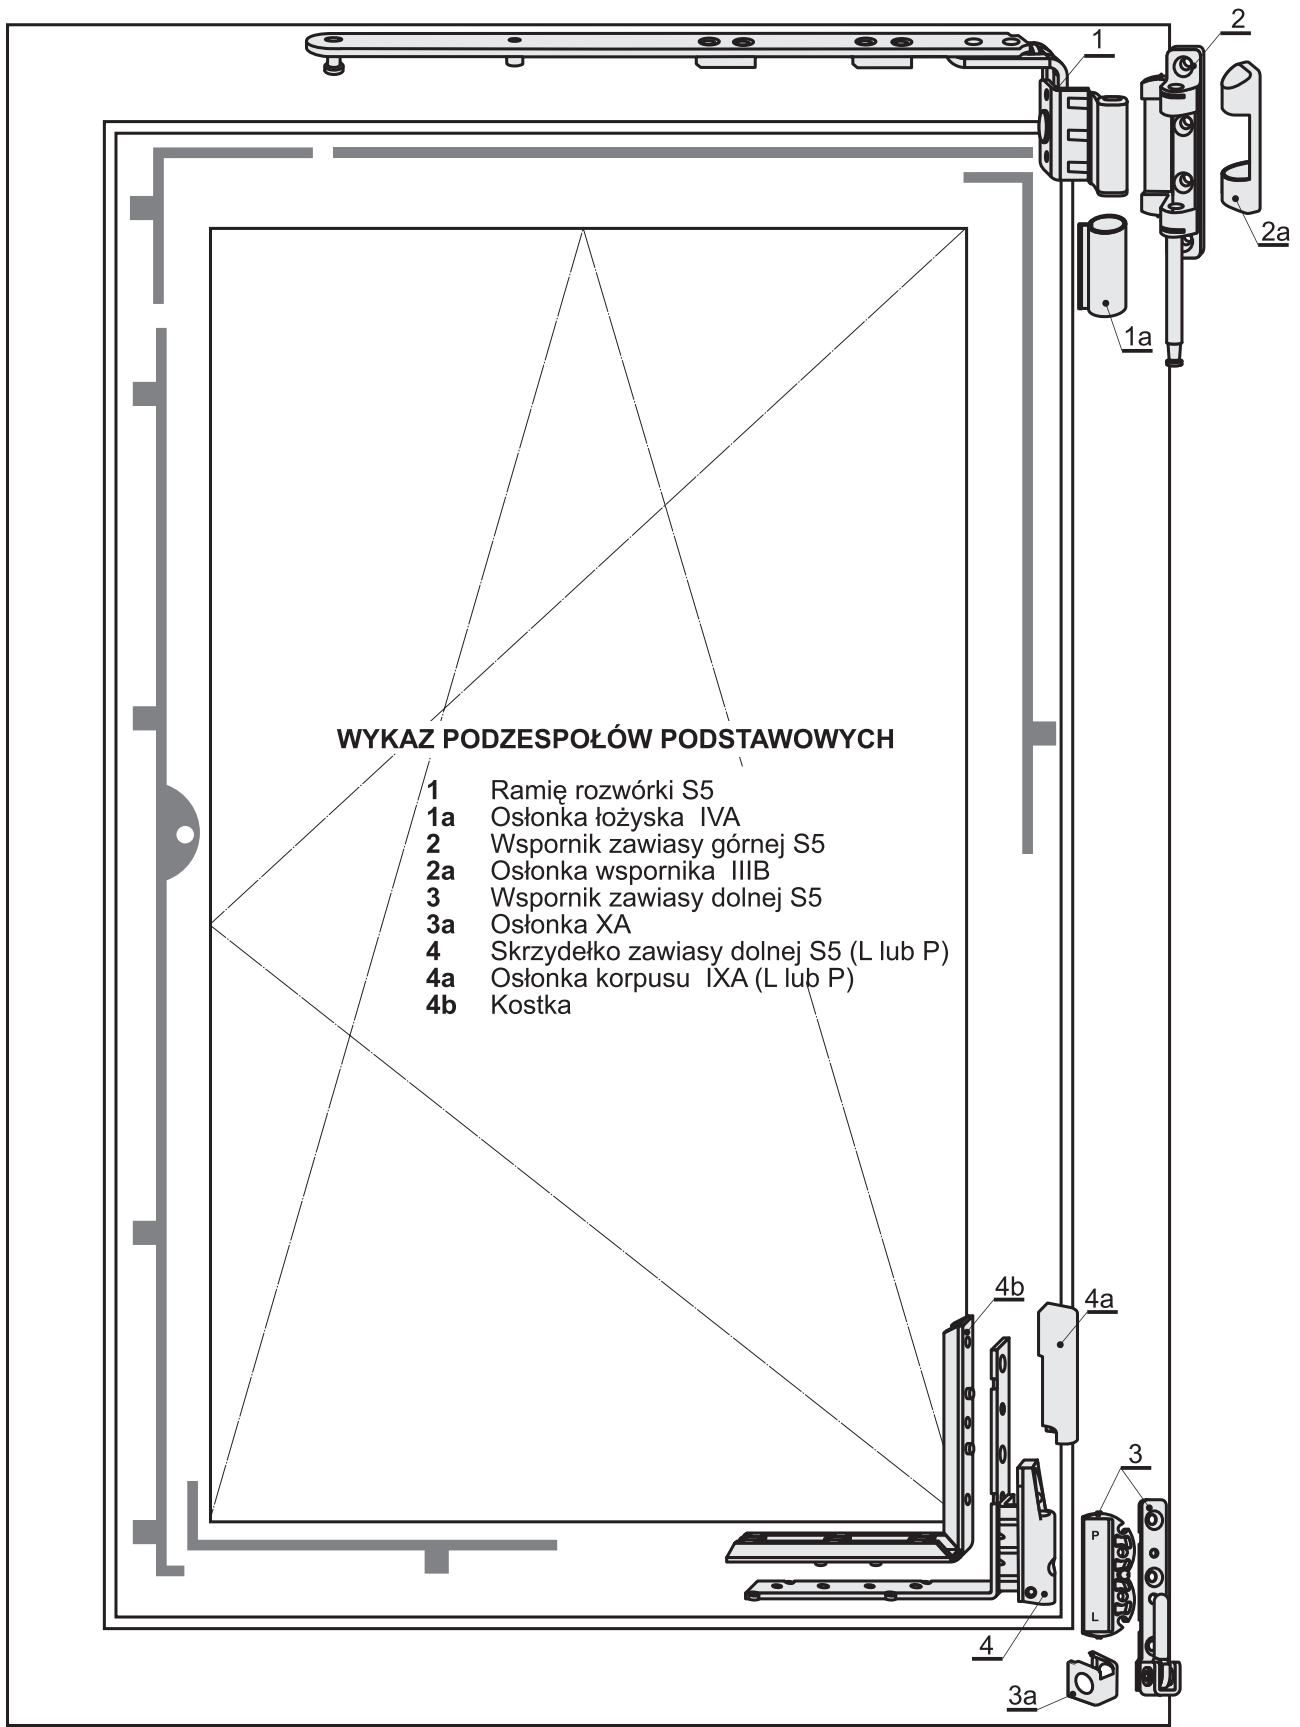 2
1
2a
1a
WYKAZ PODZESPOŁÓW PODSTAWOWYCH
1 Ramię rozwórki S5
1a Osłonka łożyska IVA
2 Wspornik zawiasy górnej S5
2a Osłonka wspornika IIIB
3 Wspornik zawiasy dolnej S5
3a Osłonka XA
4 Skrzydełko zawiasy dolnej S5 (L lub P)
4a Osłonka korpusu IXA (L lub P)
4b Kostka
4b
4a
3
P
L
4
3a